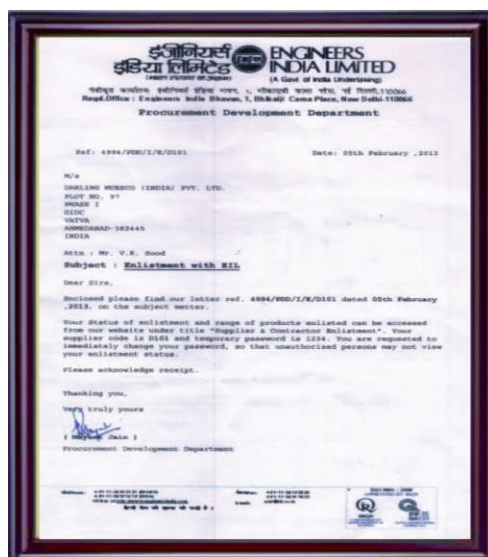 इंजीनियर्स
इंडिया लिमिटेड
ENGINEERS
INDIA LIMITED
(A Govt of India Undertaking)
Regd.Office : Engineers India Bhavan, 1, Bhikaiji Cama Place, New Delhi-110066
Procurement Development Department
Ref: 4994/PDD/I/E/D101
Date: 05th February ,2013
M/s
DARLING MUESCO (INDIA) PVT. LTD.
PLOT NO. 97
PHASE I
GIDC
VATVA
AHMEDABAD-382445
INDIA
Attn : Mr. V.K. Sood
Subject : Enlistment with EIL
Dear Sirs,
Enclosed please find our letter ref. 4994/PDD/I/E/D101 dated 05th February
,2013, on the subject matter.
Your Status of enlistment and range of products enlisted can be accessed
from our website under title "Supplier & Contractor Enlistment". Your
supplier code is D101 and temporary password is 1234. You are requested to
immediately change your password, so that unauthorized persons may not view
your enlistment status.
Please acknowledge receipt.
Thanking you,
Very truly yours
( Mayank Jain )
Procurement Development Department